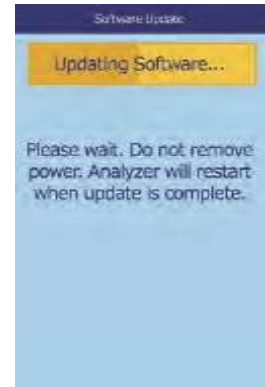 Software Update
Updating Software...
Please wait. Do not remove
power. Analyzer will restart
when update is complete.